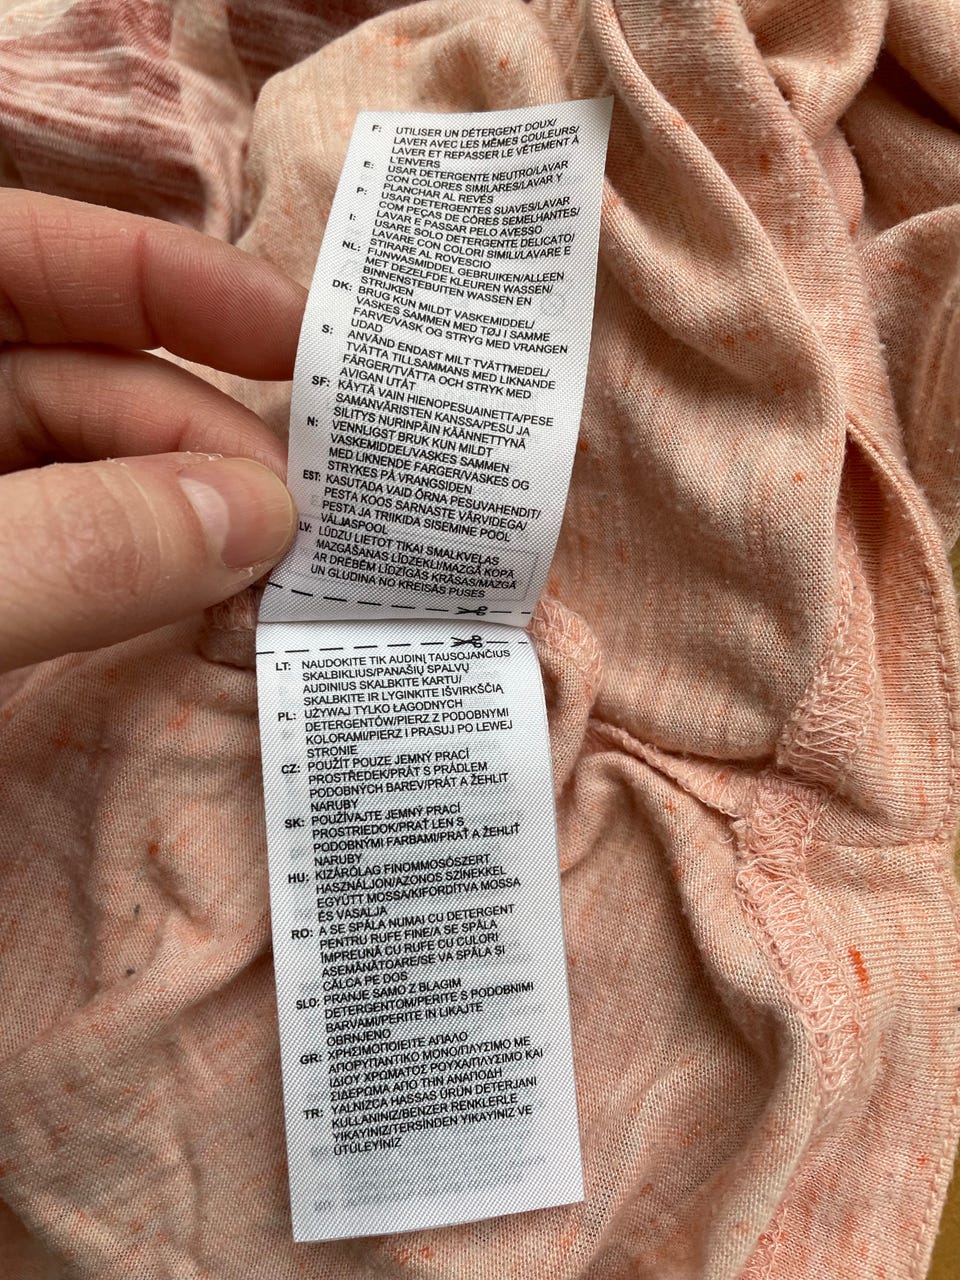 F: UTILISER UN DÉTERGENT DOUX/
LAVER AVEC LES MÊMES COULEURS/
LAVER ET REPASSER LE VÊTEMENT À
L'ENVERS
E: USAR DETERGENTE NEUTRO/LAVAR
CON COLORES SIMILARES/LAVAR Y
PLANCHAR AL REVÉS
P: USAR DETERGENTES SUAVES/LAVAR
COM PEÇAS DE CÔRES SEMELHANTES/
LAVAR E PASSAR PELO AVESSO
I: USARE SOLO DETERGENTE DELICATO/
LAVARE CON COLORI SIMILI/LAVARE E
STIRARE AL ROVESCIO
NL: FIJNWASMIDDEL GEBRUIKEN/ALLEEN
MET DEZELFDE KLEUREN WASSEN/
BINNENSTEBUITEN WASSEN EN
STRIJKEN
DK: BRUG KUN MILDT VASKEMIDDEL/
VASKES SAMMEN MED TØJ I SAMME
FARVE/VASK OG STRYG MED VRANGEN
UDAD
S: ANVÄND ENDAST MILT TVÄTTMEDEL/
TVÄTTA TILLSAMMANS MED LIKNANDE
FÄRGER/TVÄTTA OCH STRYK MED
AVIGAN UTÅT
SF: KÄYTÄ VAIN HIENOPESUAINETTA/PESE
SAMANVÄRISTEN KANSSA/PESU JA
SILITYS NURINPÄIN KÄÄNNETTYNÄ
N: VENNLIGST BRUK KUN MILDT
VASKEMIDDEL/VASKES SAMMEN
MED LIKNENDE FARGER/VASKES OG
STRYKES PÅ VRANGSIDEN
EST: KASUTADA VAID ÕRNA PESUVAHENDIT/
PESTA KOOS SARNASTE VÄRVIDEGA/
PESTA JA TRIIKIDA SISEMINE POOL
VÄLJASPOOL
LV: LŪDZU LIETOT TIKAI SMALKVEĻAS
MAZGĀŠANAS LĪDZEKLI/MAZGĀ KOPĀ
AR DRĒBĒM LĪDZĪGĀS KRĀSAS/MAZGĀ
UN GLUDINA NO KREISĀS PUSES
LT: NAUDOKITE TIK AUDINĮ TAUSOJANČIUS
SKALBIKLIUS/PANAŠIŲ SPALVŲ
AUDINIUS SKALBKITE KARTU/
SKALBKITE IR LYGINKITE IŠVIRKŠČIĄ
PL: UŻYWAJ TYLKO ŁAGODNYCH
DETERGENTÓW/PIERZ Z PODOBNYMI
KOLORAMI/PIERZ I PRASUJ PO LEWEJ
STRONIE
CZ: POUŽÍT POUZE JEMNÝ PRACÍ
PROSTŘEDEK/PRÁT S PRÁDLEM
PODOBNÝCH BAREV/PRÁT A ŽEHLIT
NARUBY
SK: POUŽÍVAJTE JEMNÝ PRACÍ
PROSTRIEDOK/PRAŤ LEN S
PODOBNÝMI FARBAMI/PRAŤ A ŽEHLIŤ
NARUBY
HU: KIZÁRÓLAG FINOMMOSÓSZERT
HASZNÁLJON/AZONOS SZÍNEKKEL
EGYÜTT MOSSA/KIFORDÍTVA MOSSA
ÉS VASALJA
RO: A SE SPĂLA NUMAI CU DETERGENT
PENTRU RUFE FINE/A SE SPĂLA
ÎMPREUNĂ CU RUFE CU CULORI
ASEMĂNĂTOARE/SE VA SPĂLA ȘI
CĂLCA PE DOS
SLO: PRANJE SAMO Z BLAGIM
DETERGENTOM/PERITE S PODOBNIMI
BARVAMI/PERITE IN LIKAJTE
OBRNJENO
GR: ΧΡΗΣΙΜΟΠΟΙΕΙΤΕ ΑΠΑΛΟ
ΑΠΟΡΥΠΑΝΤΙΚΟ ΜΟΝΟ/ΠΛΥΣΙΜΟ ΜΕ
ΙΔΙΟΥ ΧΡΩΜΑΤΟΣ ΡΟΥΧΑ/ΠΛΥΣΙΜΟ ΚΑΙ
ΣΙΔΕΡΩΜΑ ΑΠΟ ΤΗΝ ΑΝΑΠΟΔΗ
TR: YALNIZCA HASSAS ÜRÜN DETERJANI
KULLANINIZ/BENZER RENKLERLE
YIKAYINIZ/TERSİNDEN YIKAYINIZ VE
ÜTÜLEYİNİZ